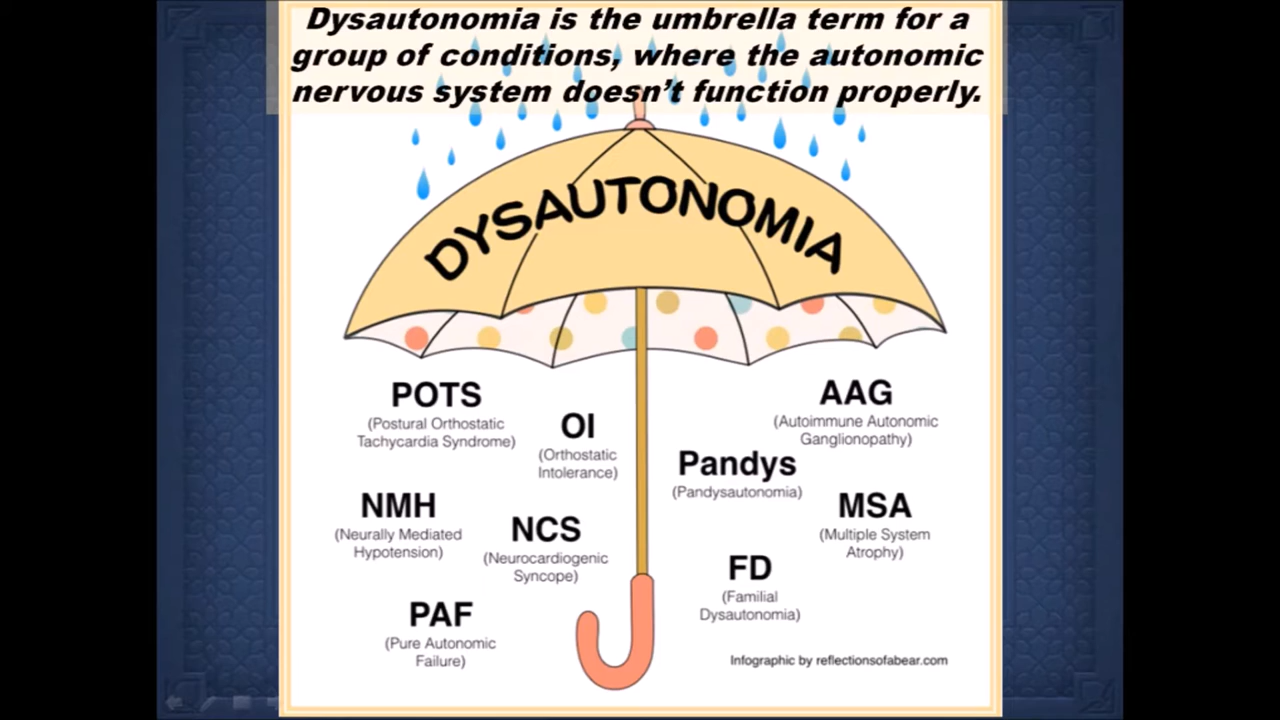 Dysautonomia is the umbrella term for a
group of conditions, where the autonomic
nervous system doesn't function properly.
DYSAUTONOMIA
POTS
(Postural Orthostatic
Tachycardia Syndrome)
OI
(Orthostatic
Intolerance)
NMH
(Neurally Mediated
Hypotension)
NCS
(Neurocardiogenic
Syncope)
PAF
(Pure Autonomic
Failure)
AAG
(Autoimmune Autonomic
Ganglionopathy)
Pandys
(Pandysautonomia)
MSA
(Multiple System
Atrophy)
FD
(Familial
Dysautonomia)
Infographic by reflectionsofabear.com